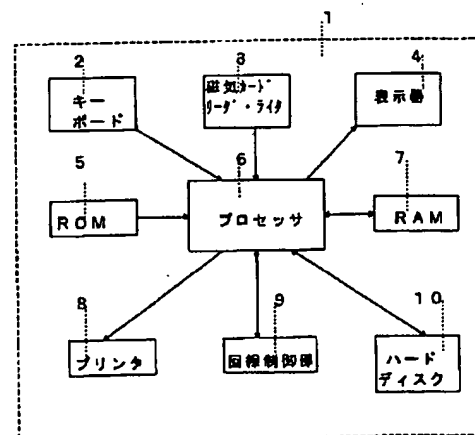 1
2
3
4
キー
ボード
磁気カード
リーダ・ライタ
表示器
5
6
7
ROM
プロセッサ
RAM
8
9
10
プリンタ
回線制御部
ハード
ディスク